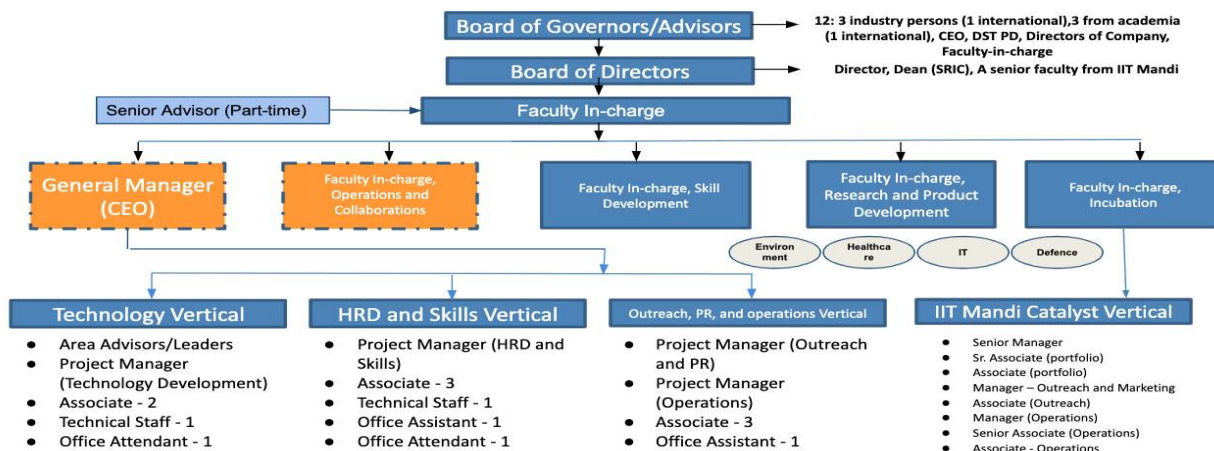 Board of Governors/Advisors
12: 3 industry persons (1 international),3 from academia
(1 international), CEO, DST PD, Directors of Company,
Faculty-in-charge
Board of Directors
Director, Dean (SRIC), A senior faculty from IIT Mandi
Senior Advisor (Part-time)
Faculty In-charge
General Manager
(CEO)
Faculty In-charge,
Operations and
Collaborations
Faculty In-charge, Skill
Development
Faculty In-charge,
Research and Product
Development
Faculty In-charge,
Incubation
Environ
ment
Healthca
re
IT
Defence
Technology Vertical
● Area Advisors/Leaders
● Project Manager
(Technology Development)
● Associate - 2
● Technical Staff - 1
● Office Attendant - 1
HRD and Skills Vertical
● Project Manager (HRD and
Skills)
● Associate - 3
● Technical Staff - 1
● Office Assistant - 1
● Office Attendant - 1
Outreach, PR, and operations Vertical
● Project Manager (Outreach
and PR)
● Project Manager
(Operations)
● Associate - 3
● Office Assistant - 1
IIT Mandi Catalyst Vertical
● Senior Manager
● Sr. Associate (portfolio)
● Associate (portfolio)
● Manager – Outreach and Marketing
● Associate (Outreach)
● Manager (Operations)
● Senior Associate (Operations)
● Associate - Operations